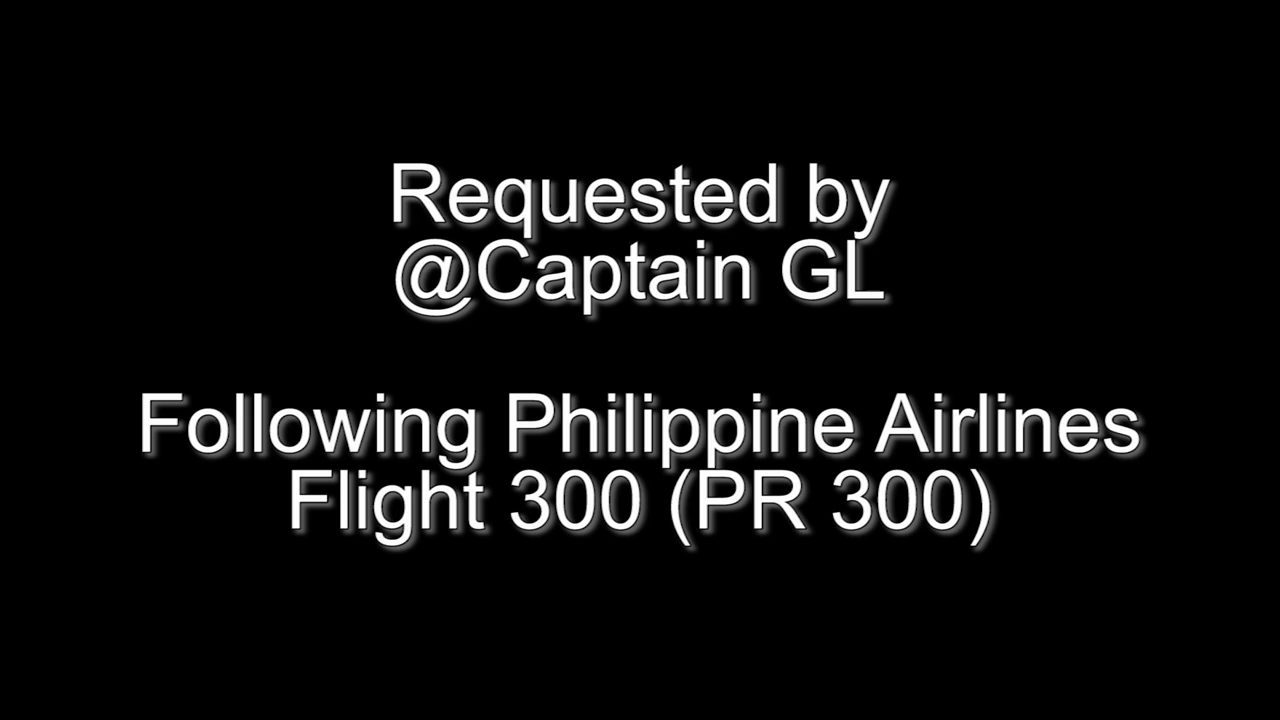 Requested by
@Captain GL
Following Philippine Airlines
Flight 300 (PR 300)